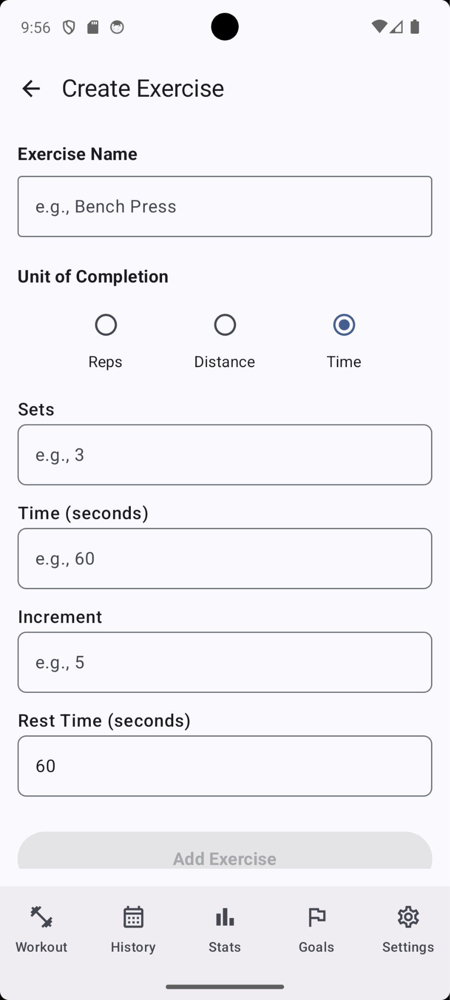 9:56
Create Exercise
Exercise Name
e.g., Bench Press
Unit of Completion
Reps
Distance
Time
Sets
e.g., 3
Time (seconds)
e.g., 60
Increment
e.g., 5
Rest Time (seconds)
60
Add Exercise
Workout
History
Stats
Goals
Settings